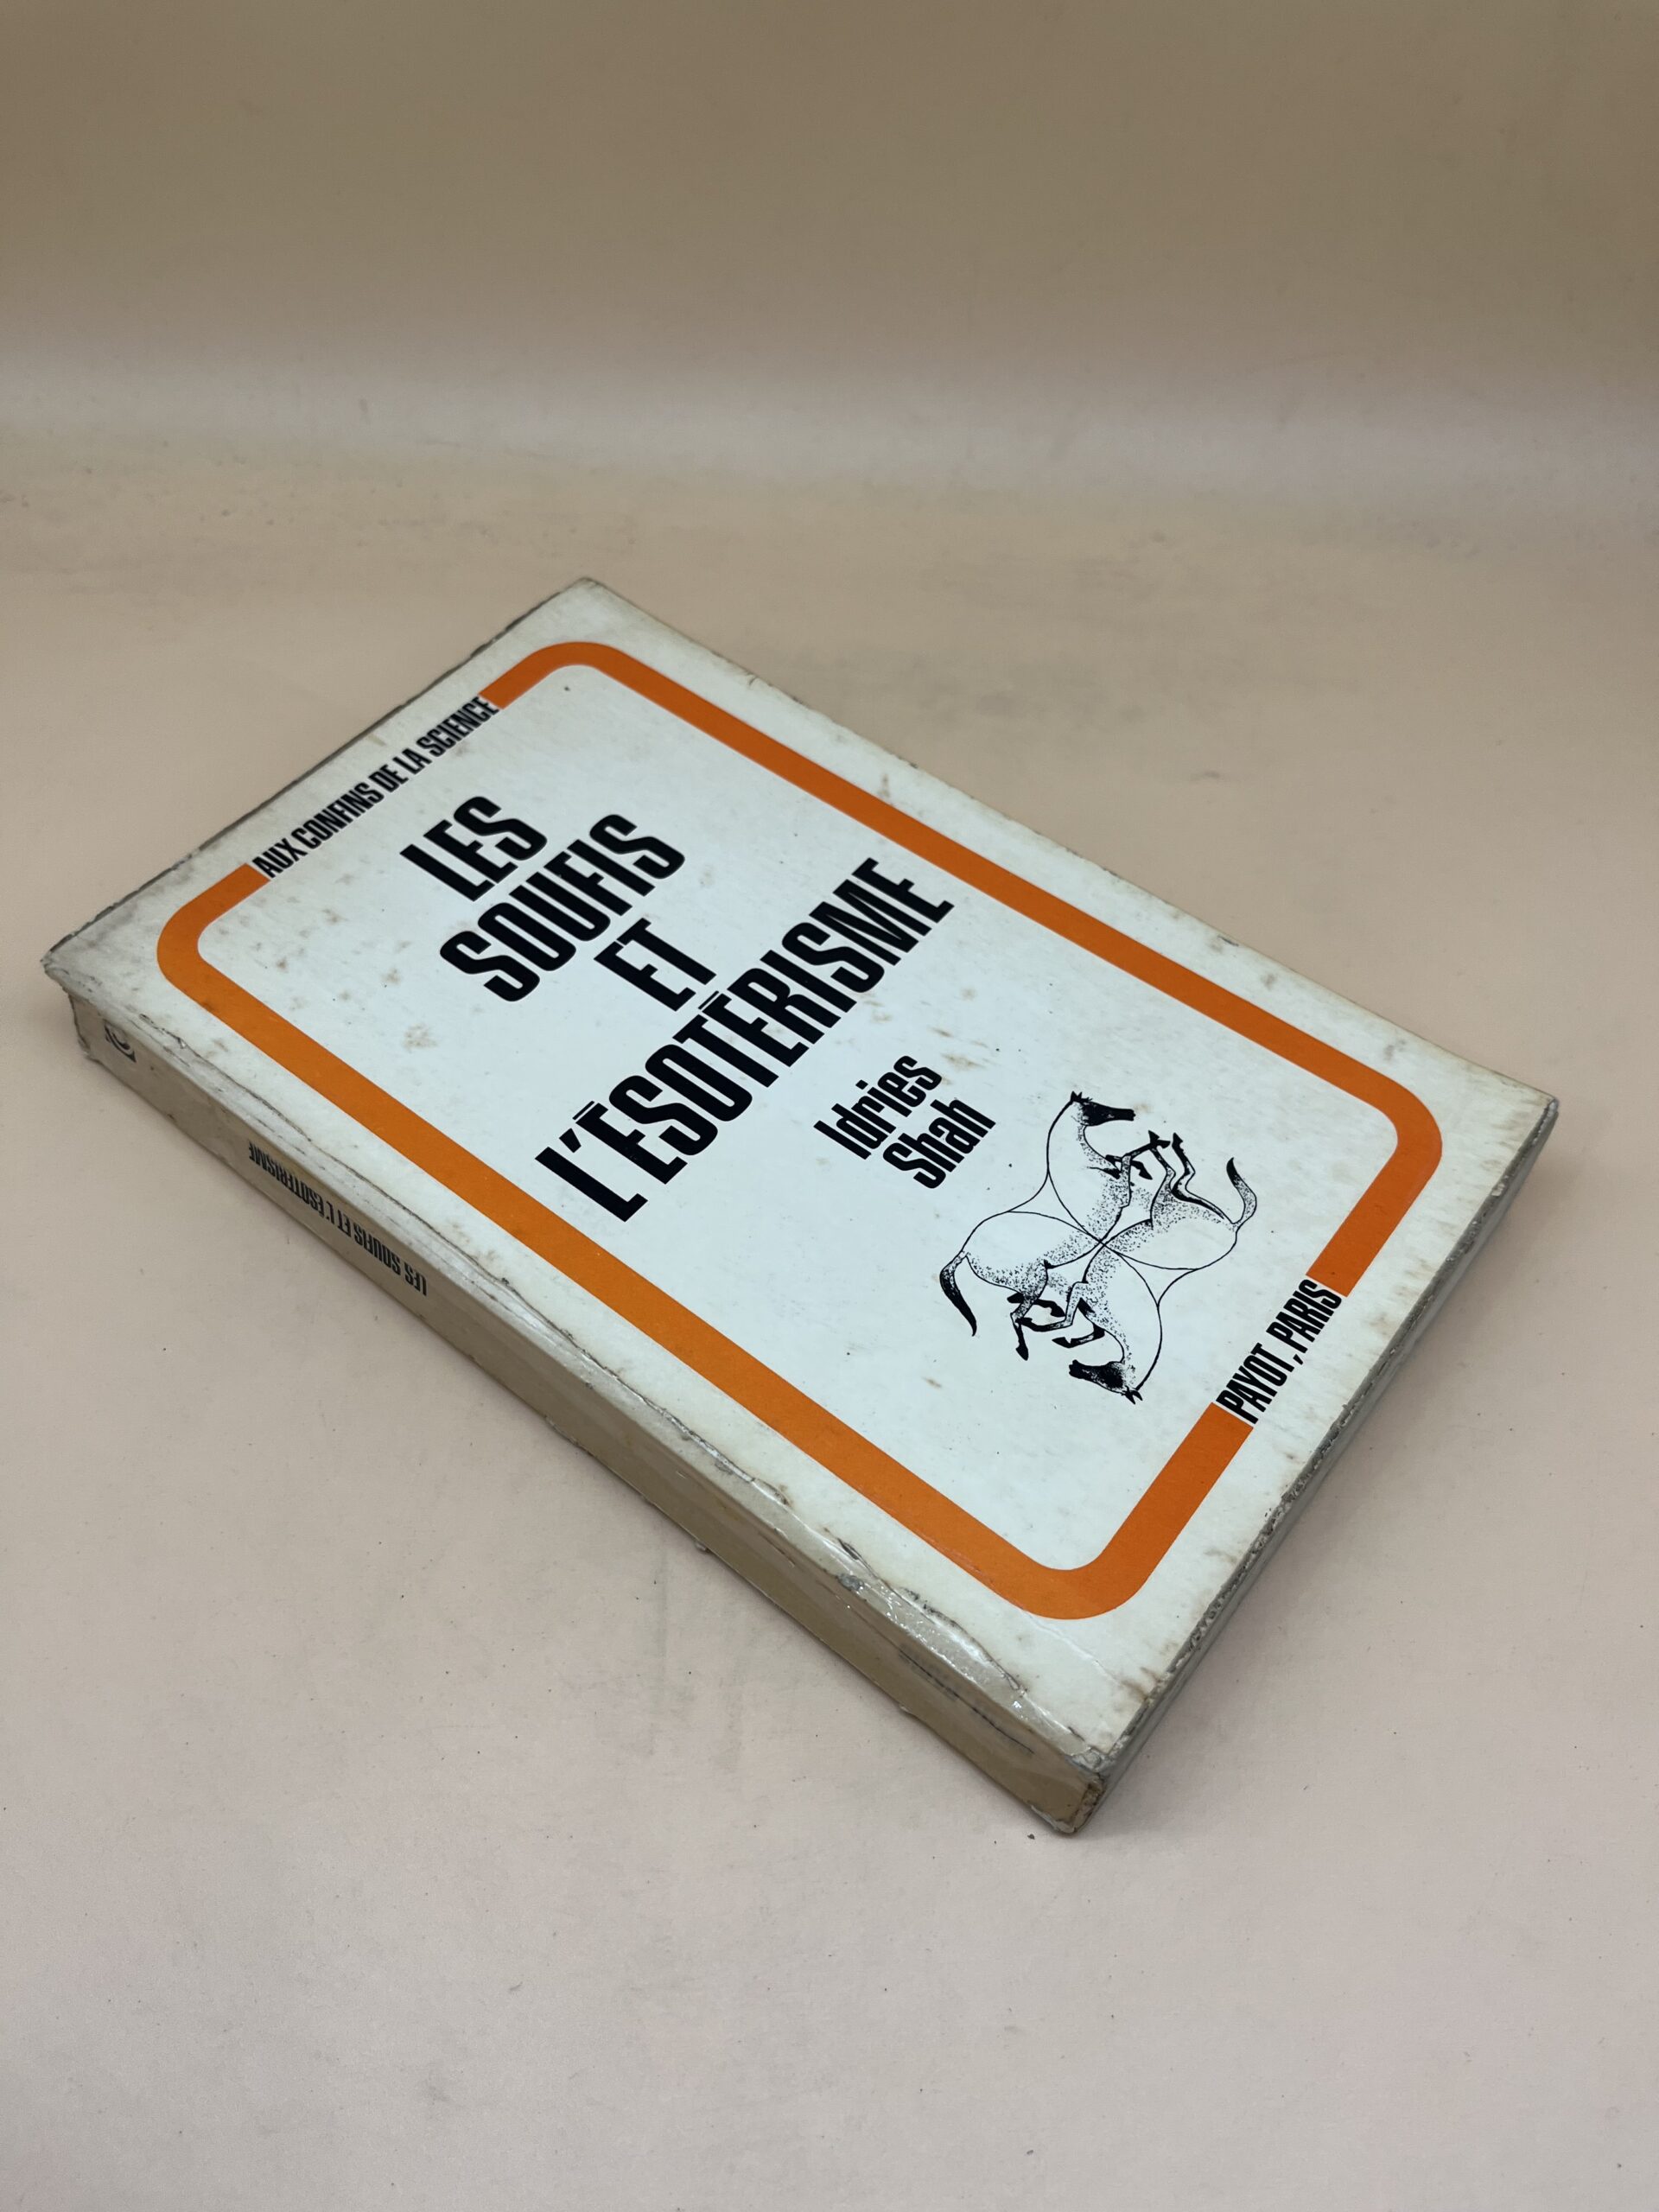 AUX CONFINS DE LA SCIENCE
LES
SOUFIS
ET
L'ÉSOTÉRISME
Idries
Shah
PAYOT, PARIS
LES SOUFIS ET L'ÉSOTÉRISME